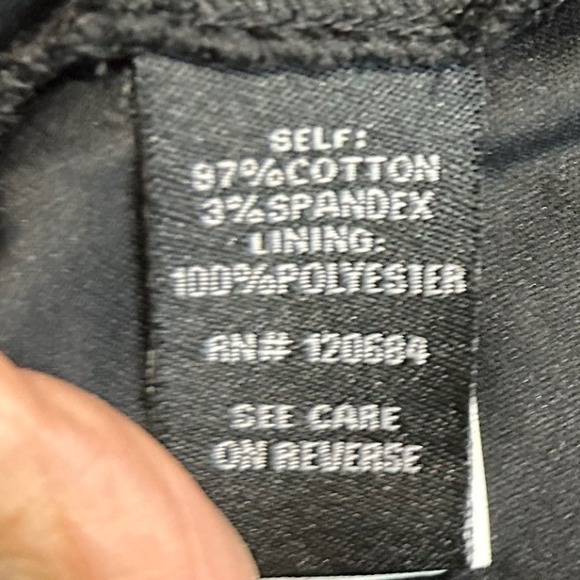 SELF:
97%COTTON
3%SPANDEX
LINING:
100%POLYESTER
RN# 120684
SEE CARE
ON REVERSE